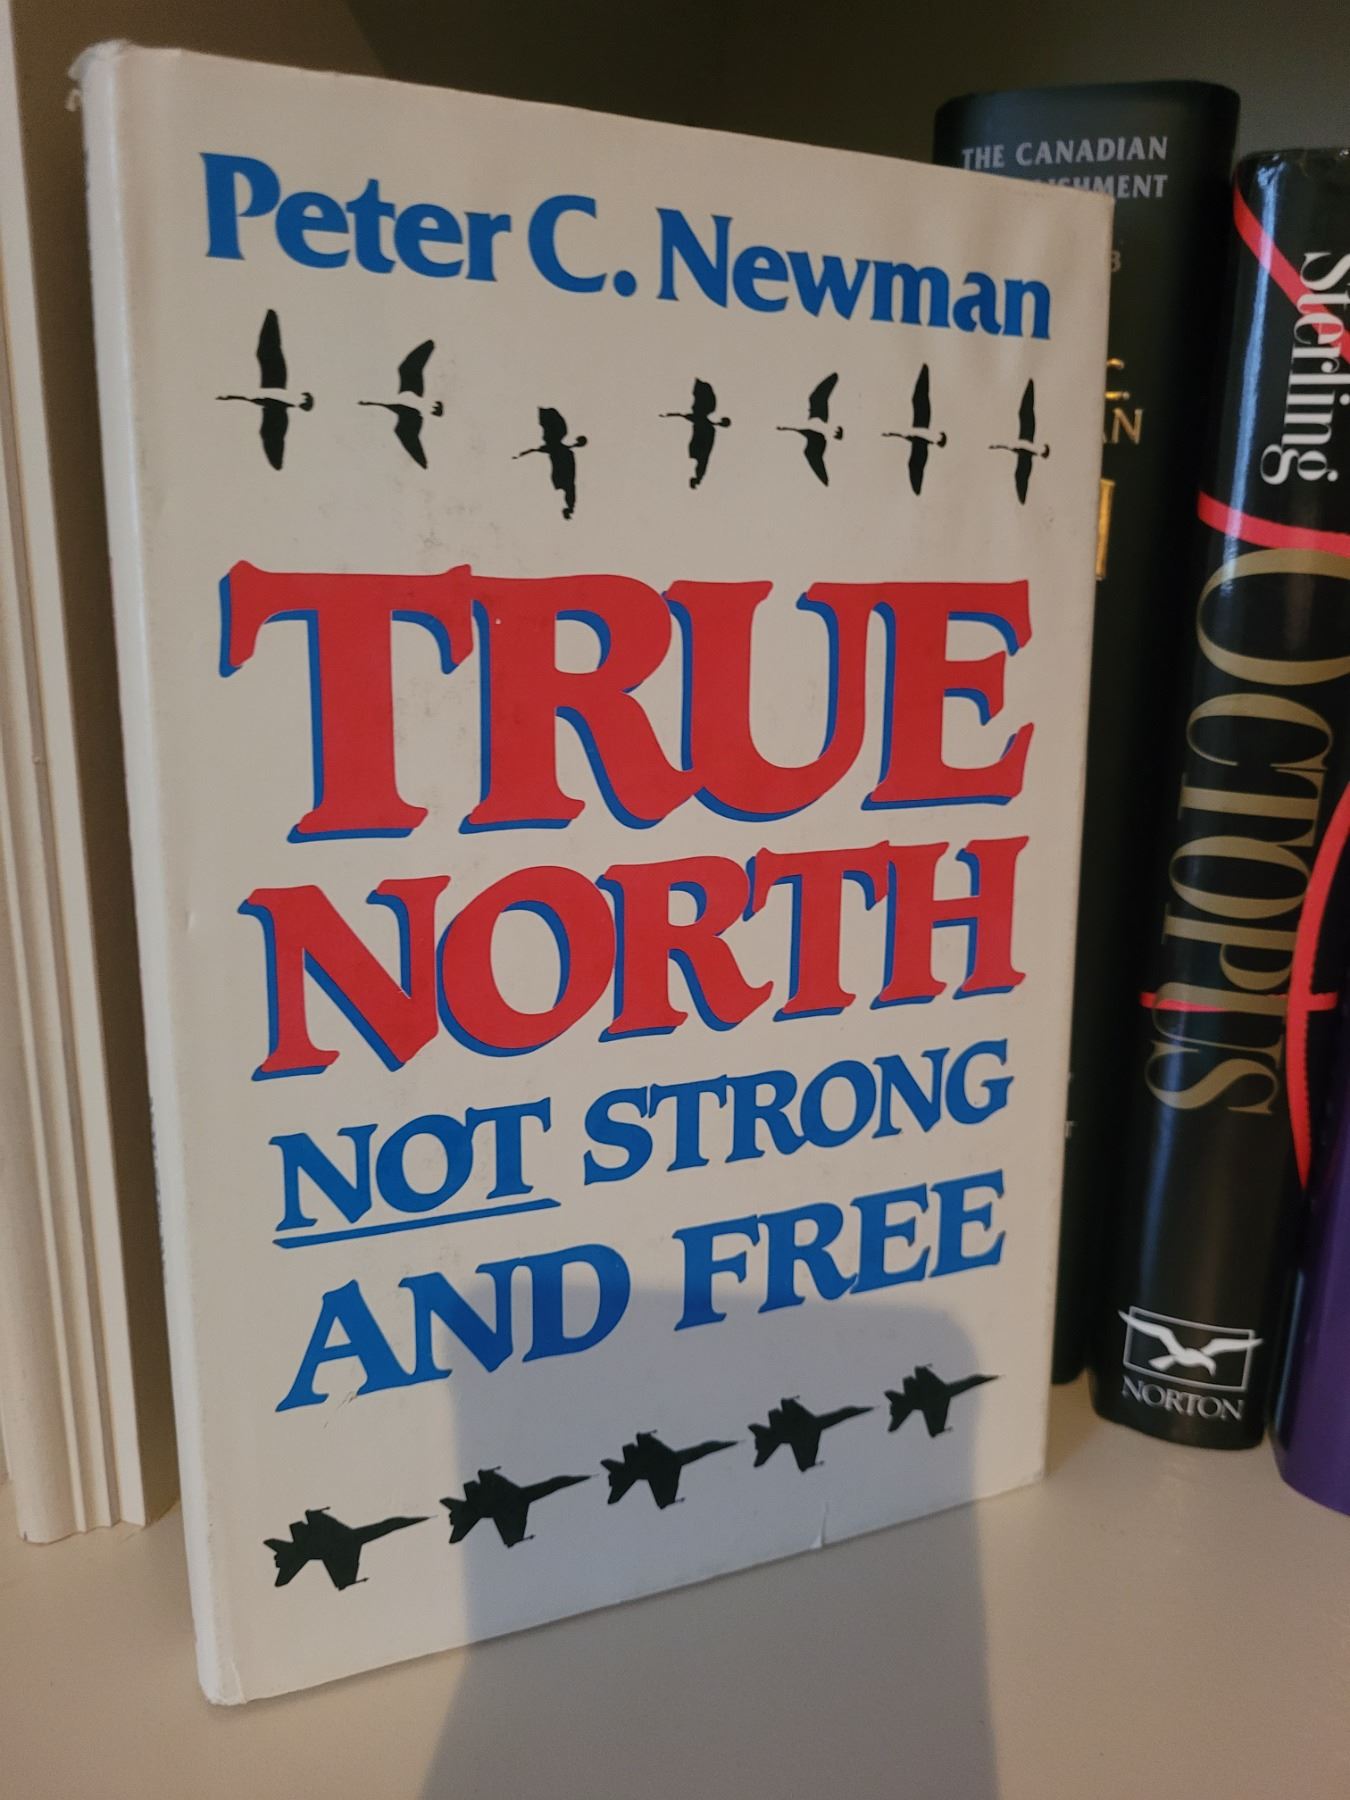 Peter C. Newman
TRUE
NORTH
NOT STRONG
AND FREE
THE CANADIAN
Sterling
OCTOPUS
NORTON